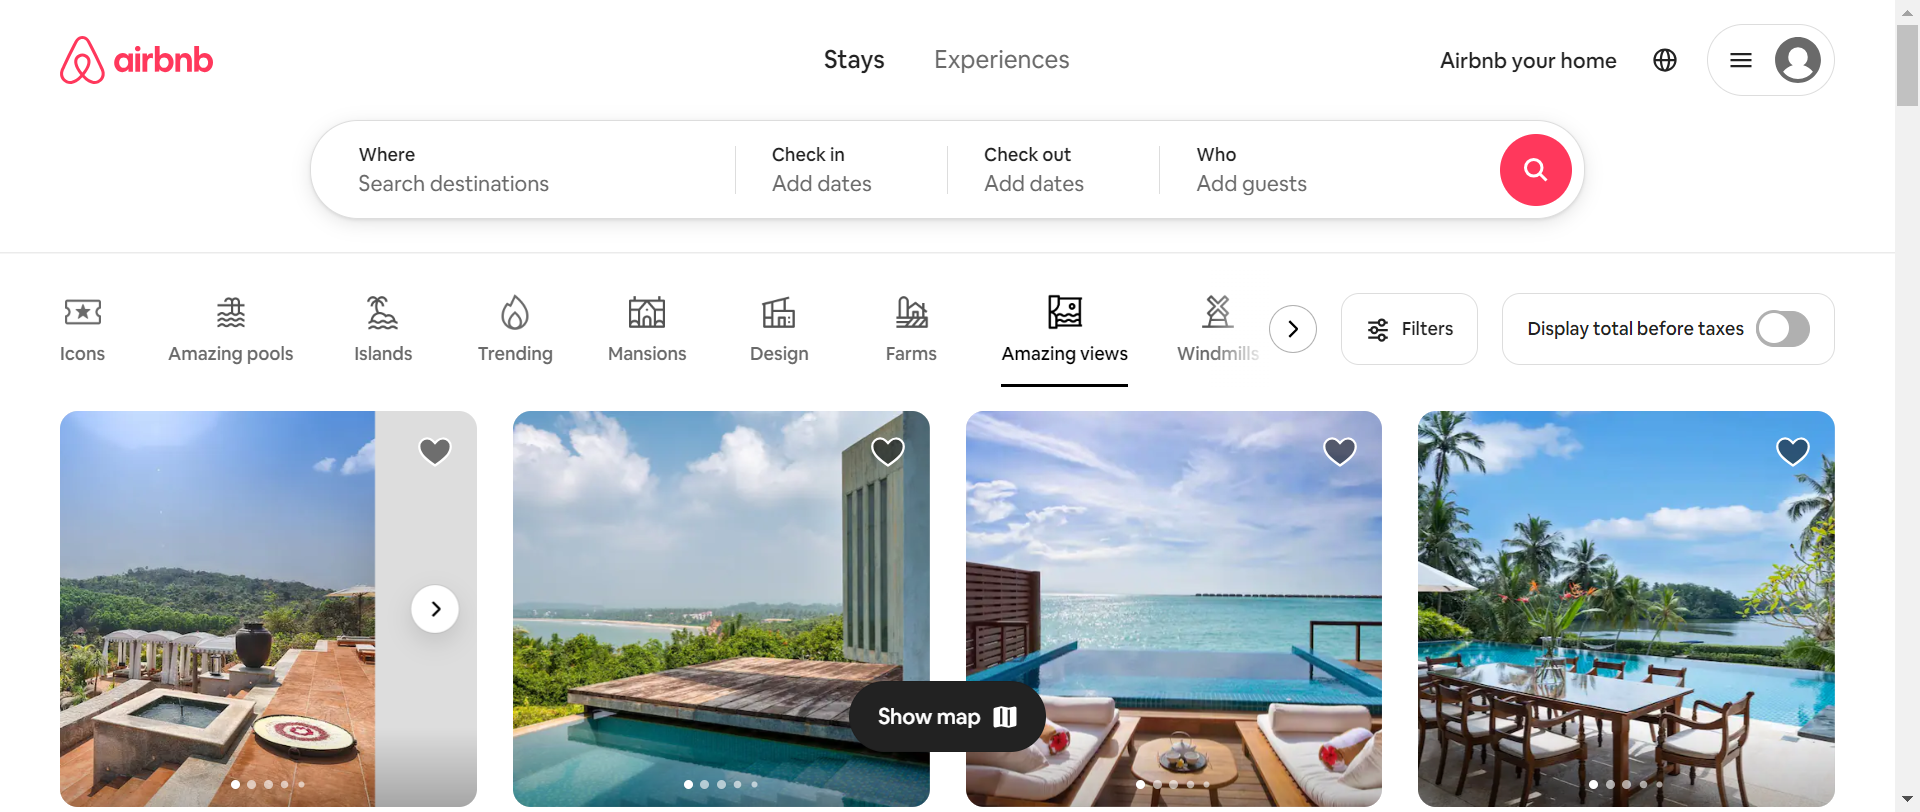 airbnb
Stays
Experiences
Airbnb your home
Where
Search destinations
Check in
Add dates
Check out
Add dates
Who
Add guests
Icons
Amazing pools
Islands
Trending
Mansions
Design
Farms
Amazing views
Windmills
Filters
Display total before taxes
Show map